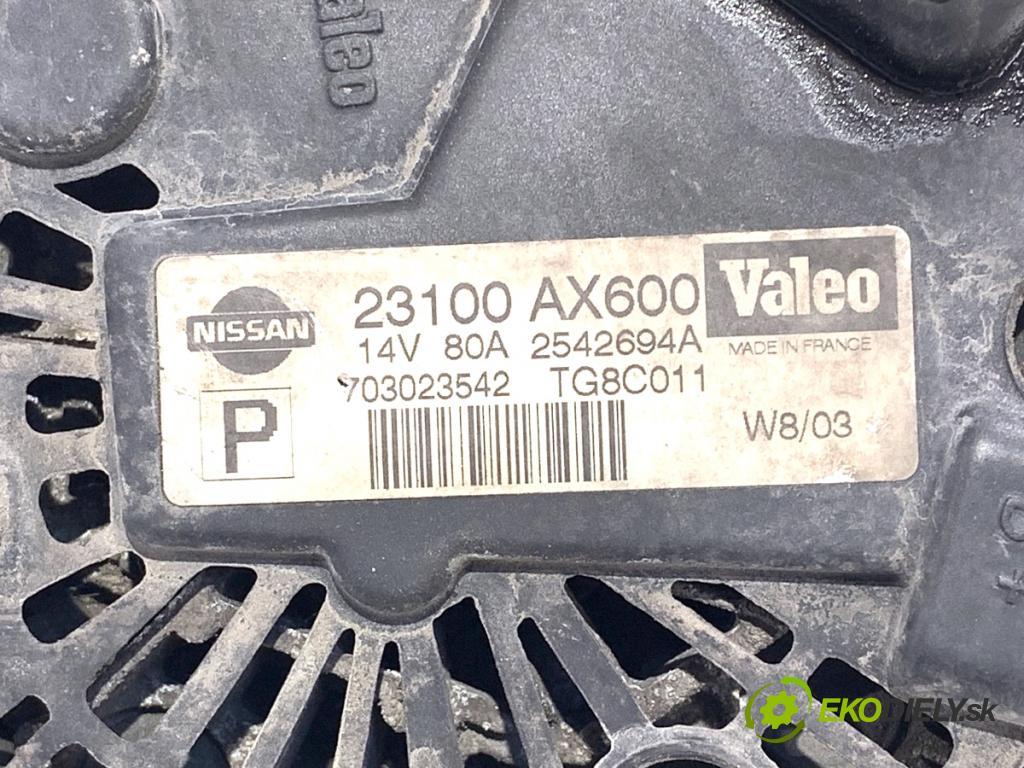 Valeo
NISSAN
23100 AX600
Valeo
14V 80A 2542694A
MADE IN FRANCE
703023542 TG8C011
P
W8/03
+
EKODIELY.sk